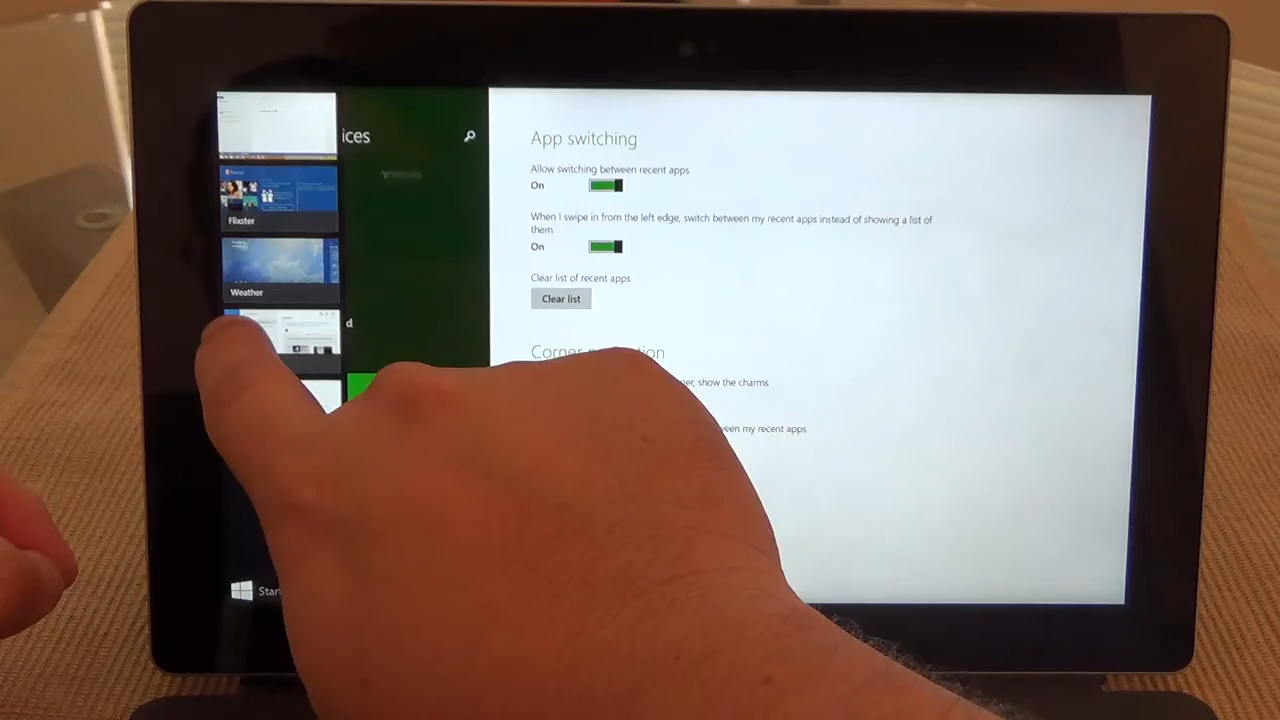 ices
Flixster
Weather
d
Start
App switching
Allow switching between recent apps
On
When I swipe in from the left edge, switch between my recent apps instead of showing a list of
them
On
Clear list of recent apps
Clear list
Corner
show the charms
my recent apps